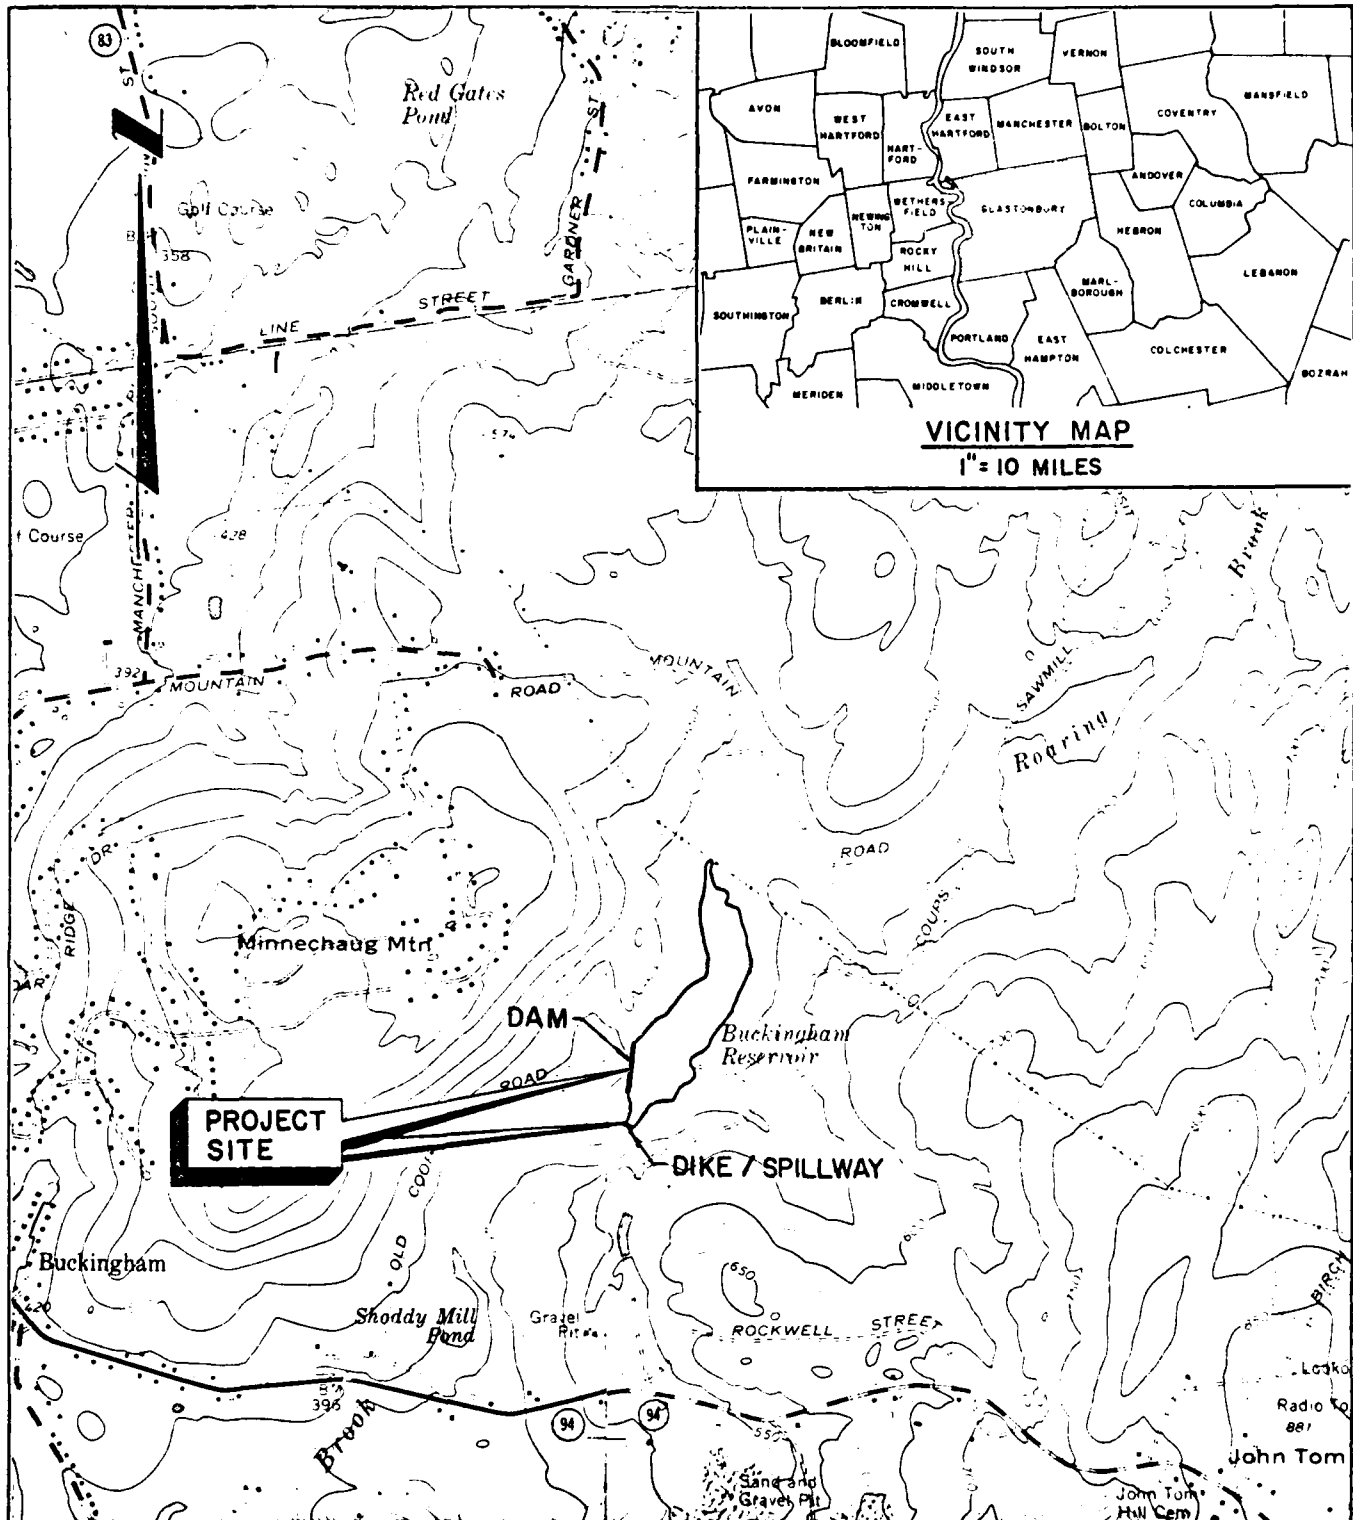 83
ST
Red Gates
Pond
ST
Golf Course
358
GARDNER
STREET
LINE
574
f Course
428
MANCHESTER
392
MOUNTAIN
ROAD
MOUNTAIN
SAWMILL
Roaring
Brook
BLOOMFIELD
SOUTH
WINDSOR
VERNON
AVON
WEST
HARTFORD
HART-
FORD
EAST
HARTFORD
MANCHESTER
BOLTON
COVENTRY
MANSFIELD
FARMINGTON
ANDOVER
WETHERS
FIELD
GLASTONBURY
COLUMBIA
PLAIN-
VILLE
NEW
BRITAIN
NEWING
TON
HEBRON
ROCKY
HILL
LEBANON
SOUTHINGTON
BERLIN
CROMWELL
MARL-
BOROUGH
PORTLAND
EAST
HAMPTON
COLCHESTER
BOZRAH
MERIDEN
MIDDLETOWN
VICINITY MAP
1"= 10 MILES
ROAD
DR
RIDGE
COUPS
Minnechaug Mtn
DAM
Buckingham
Reservoir
ROAD
PROJECT
SITE
DIKE / SPILLWAY
OLD
Buckingham
420
650
BIRCH
Shoddy Mill
Pond
Gravel
Pit
ROCKWELL
STREET
396
Brook
94
94
550
Radio To
881
John Tom
Sand and
Gravel Pit
John Tom
Hill Cem